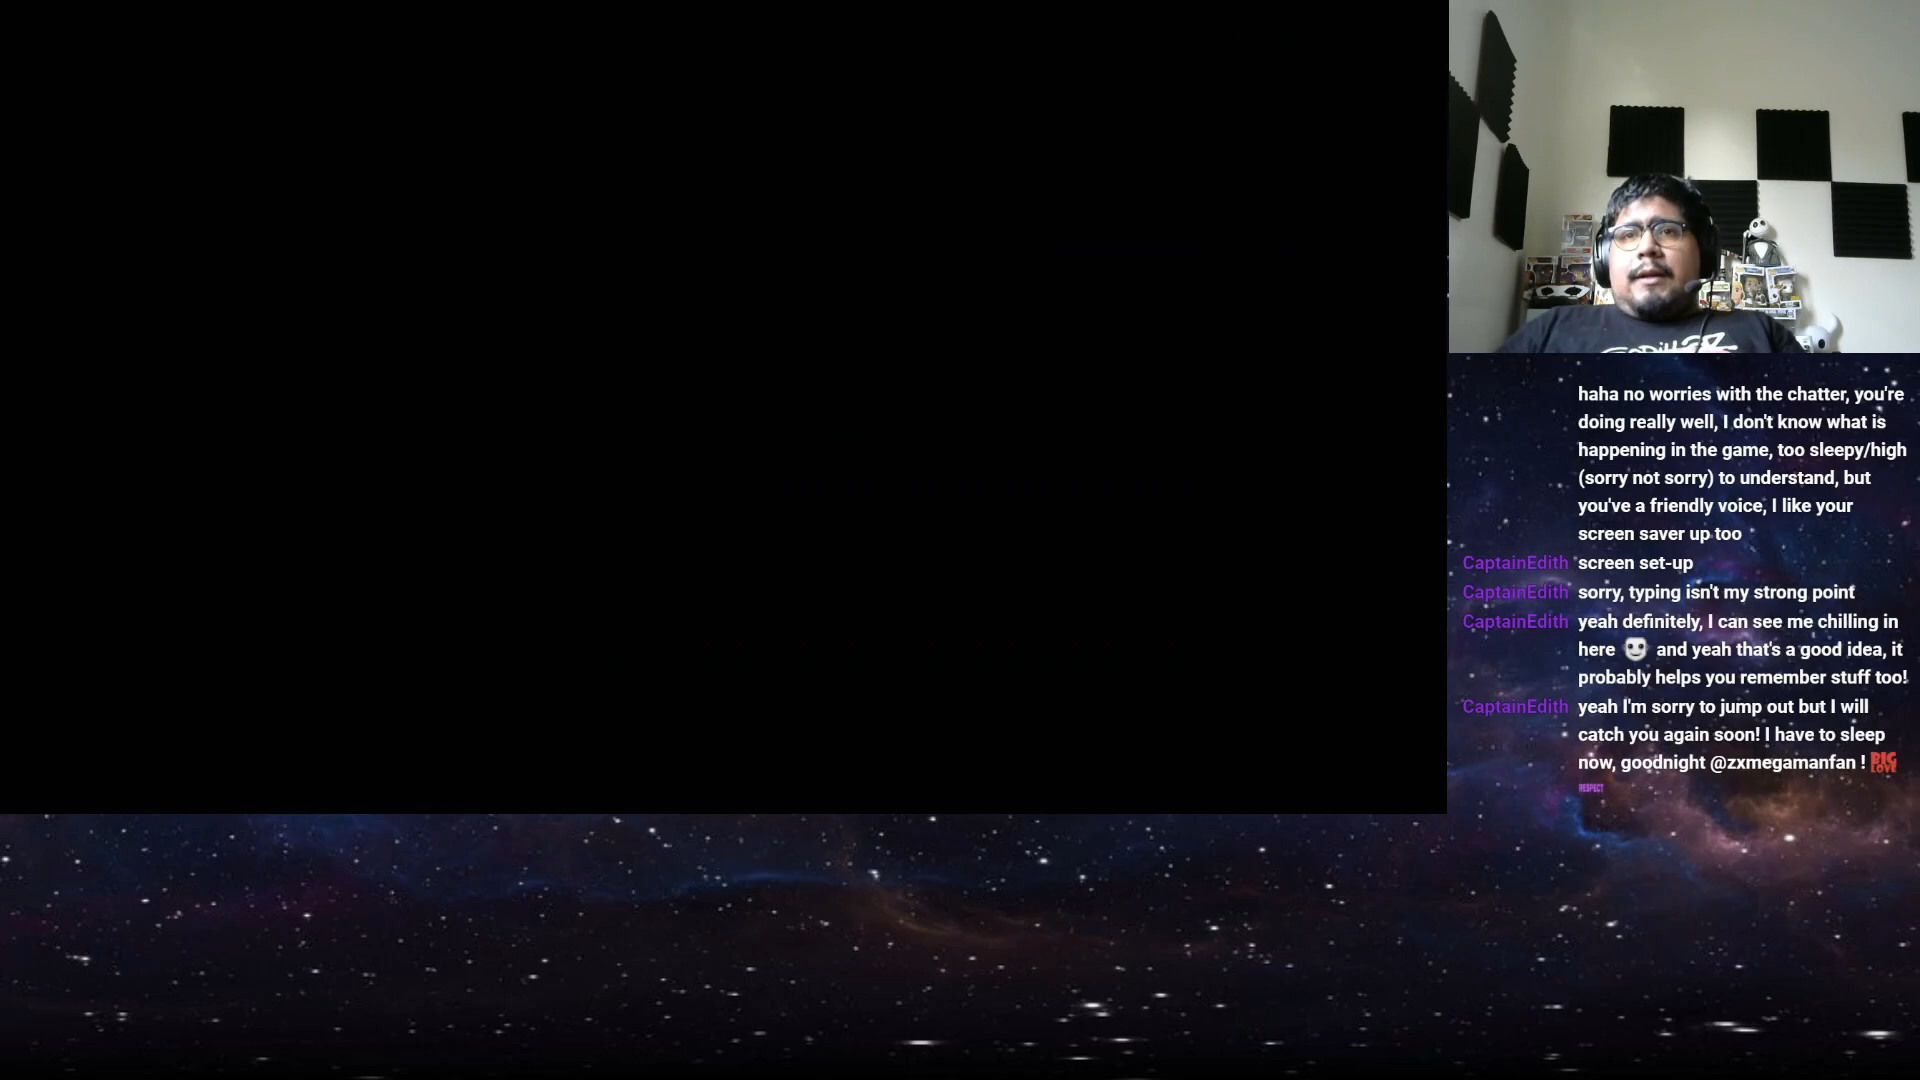 GORILLAZ
haha no worries with the chatter, you're
doing really well, I don't know what is
happening in the game, too sleepy/high
(sorry not sorry) to understand, but
you've a friendly voice, I like your
screen saver up too
CaptainEdith screen set-up
CaptainEdith sorry, typing isn't my strong point
CaptainEdith yeah definitely, I can see me chilling in
here and yeah that's a good idea, it
probably helps you remember stuff too!
CaptainEdith yeah I'm sorry to jump out but I will
catch you again soon! I have to sleep
now, goodnight @zxmegamanfan ! BIG LOVE
RESPECT